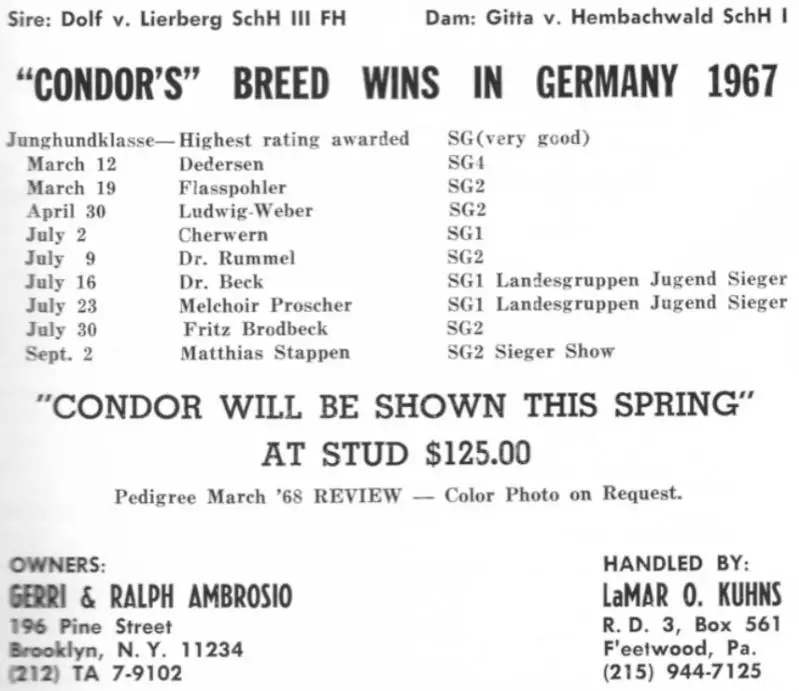 Sire: Dolf v. Lierberg SchH III FH Dam: Gitta v. Hembachwald SchH I
"CONDOR'S" BREED WINS IN GERMANY 1967
Junghundklasse—Highest rating awarded SG(very good)
March 12 Dedersen SG4
March 19 Flasspohler SG2
April 30 Ludwig-Weber SG2
July 2 Cherwern SG1
July 9 Dr. Rummel SG2
July 16 Dr. Beck SG1 Landesgruppen Jugend Sieger
July 23 Melchoir Proscher SG1 Landesgruppen Jugend Sieger
July 30 Fritz Brodbeck SG2
Sept. 2 Matthias Stappen SG2 Sieger Show
"CONDOR WILL BE SHOWN THIS SPRING"
AT STUD $125.00
Pedigree March '68 REVIEW — Color Photo on Request.
OWNERS: HANDLED BY:
GERRI & RALPH AMBROSIO LaMAR O. KUHNS
196 Pine Street R. D. 3, Box 561
Brooklyn, N. Y. 11234 F'eetwood, Pa.
(212) TA 7-9102 (215) 944-7125